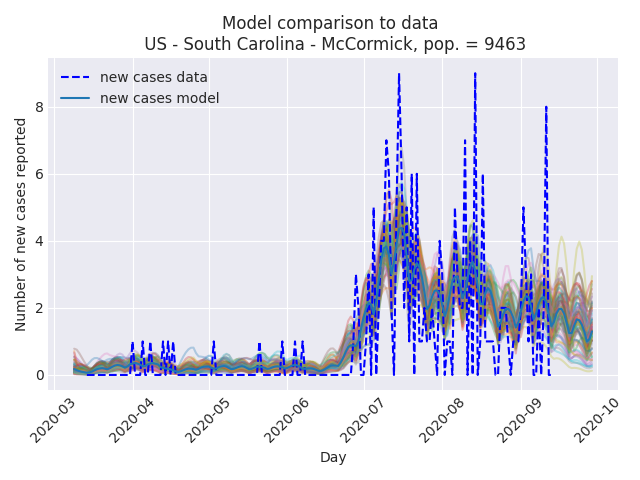 Model comparison to data
US - South Carolina - McCormick, pop. = 9463
new cases data
new cases model
Number of new cases reported
8
6
4
2
0
2020-03
2020-04
2020-05
2020-06
2020-07
2020-08
2020-09
2020-10
Day